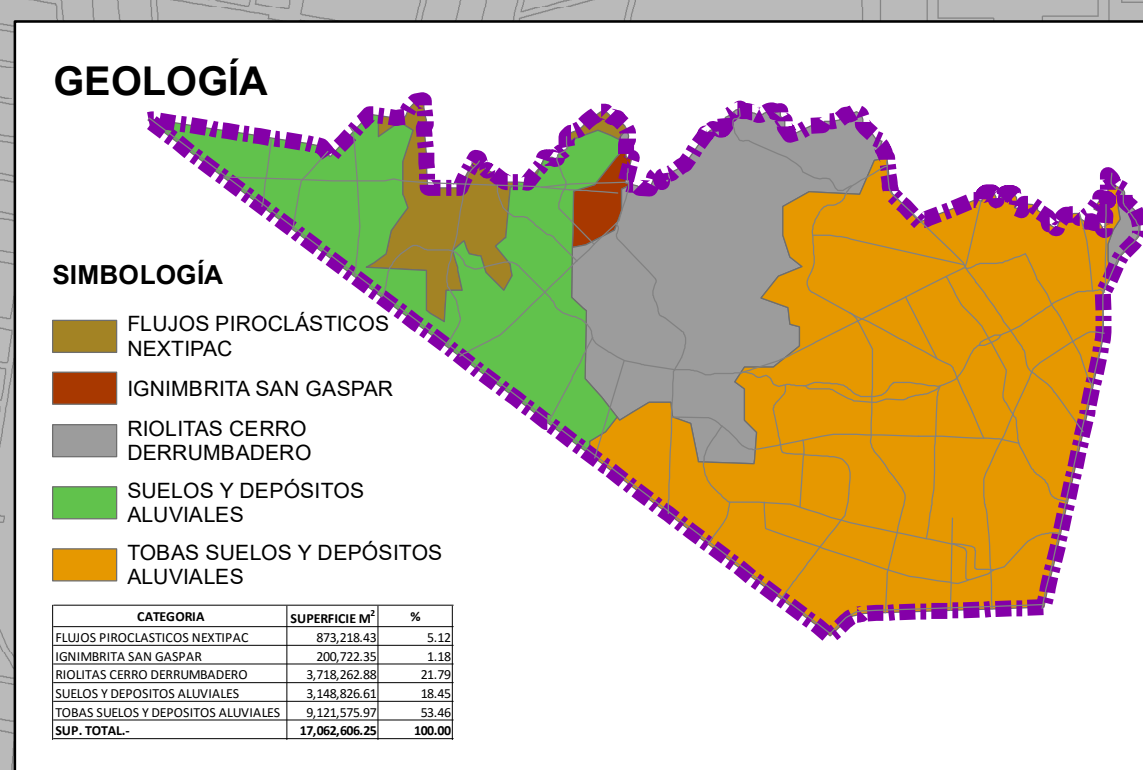 GEOLOGÍA
SIMBOLOGÍA
FLUJOS PIROCLÁSTICOS
NEXTIPAC
IGNIMBRITA SAN GASPAR
RIOLITAS CERRO
DERRUMBADERO
SUELOS Y DEPÓSITOS
ALUVIALES
TOBAS SUELOS Y DEPÓSITOS
ALUVIALES
CATEGORIA SUPERFICIE M² %
FLUJOS PIROCLASTICOS NEXTIPAC 873,218.43 5.12
IGNIMBRITA SAN GASPAR 200,722.35 1.18
RIOLITAS CERRO DERRUMBADERO 3,718,262.88 21.79
SUELOS Y DEPOSITOS ALUVIALES 3,148,826.61 18.45
TOBAS SUELOS Y DEPOSITOS ALUVIALES 9,121,575.97 53.46
SUP. TOTAL.- 17,062,606.25 100.00